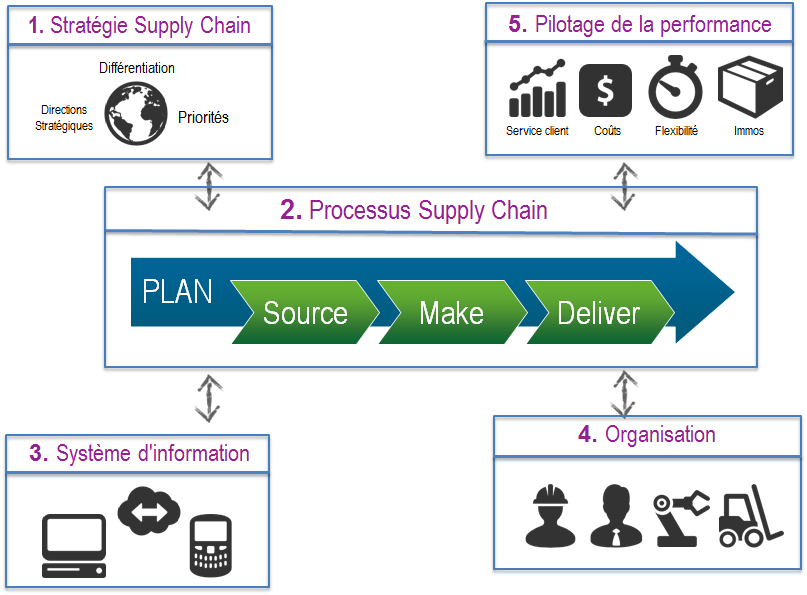 1. Stratégie Supply Chain
Différentiation
Directions
Stratégiques
Priorités
5. Pilotage de la performance
$
Service client
Coûts
Flexibilité
Immos
2. Processus Supply Chain
PLAN
Source
Make
Deliver
3. Système d'information
4. Organisation